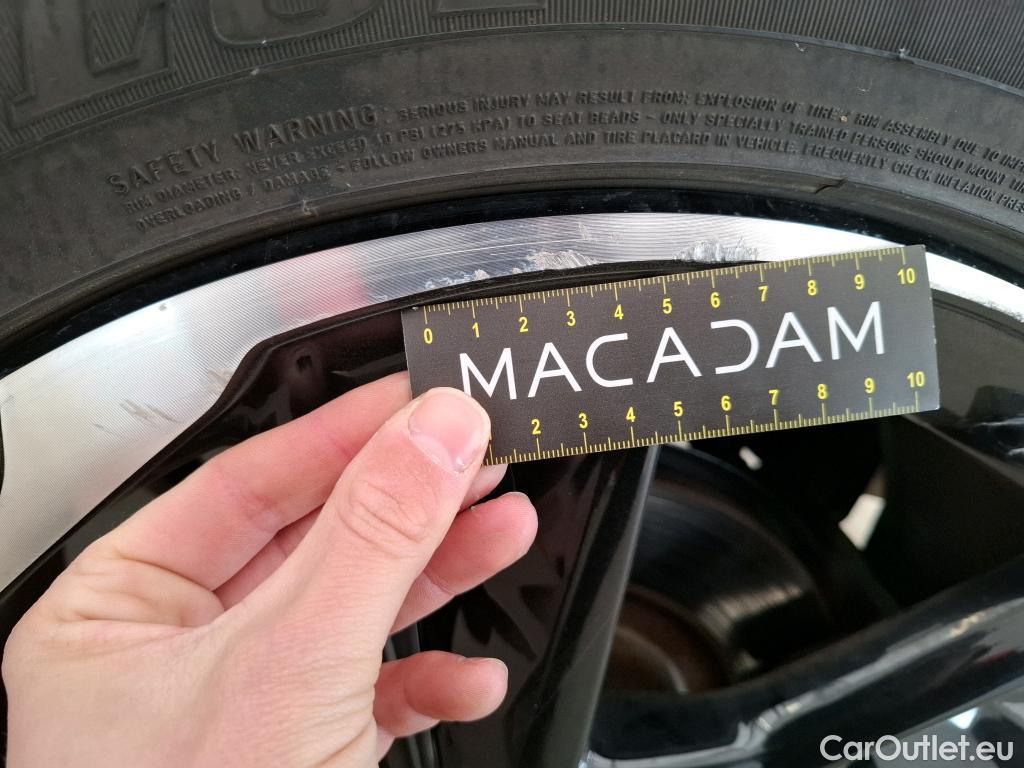 SAFETY WARNING: SERIOUS INJURY MAY RESULT FROM: EXPLOSION OF TIRE / RIM ASSEMBLY DUE TO
RIM DIAMETER: NEVER EXCEED 40 PSI (275 KPA) TO SEAT BEADS - ONLY SPECIALLY TRAINED PERSONS SHOULD MOUNT
OVERLOADING / DAMAGE - FOLLOW OWNERS MANUAL AND TIRE PLACARD IN VEHICLE. FREQUENTLY CHECK INFLATION
0 1 2 3 4 5 6 7 8 9 10
MACADAM
2 3 4 5 6 7 8 9 10
CarOutlet.eu